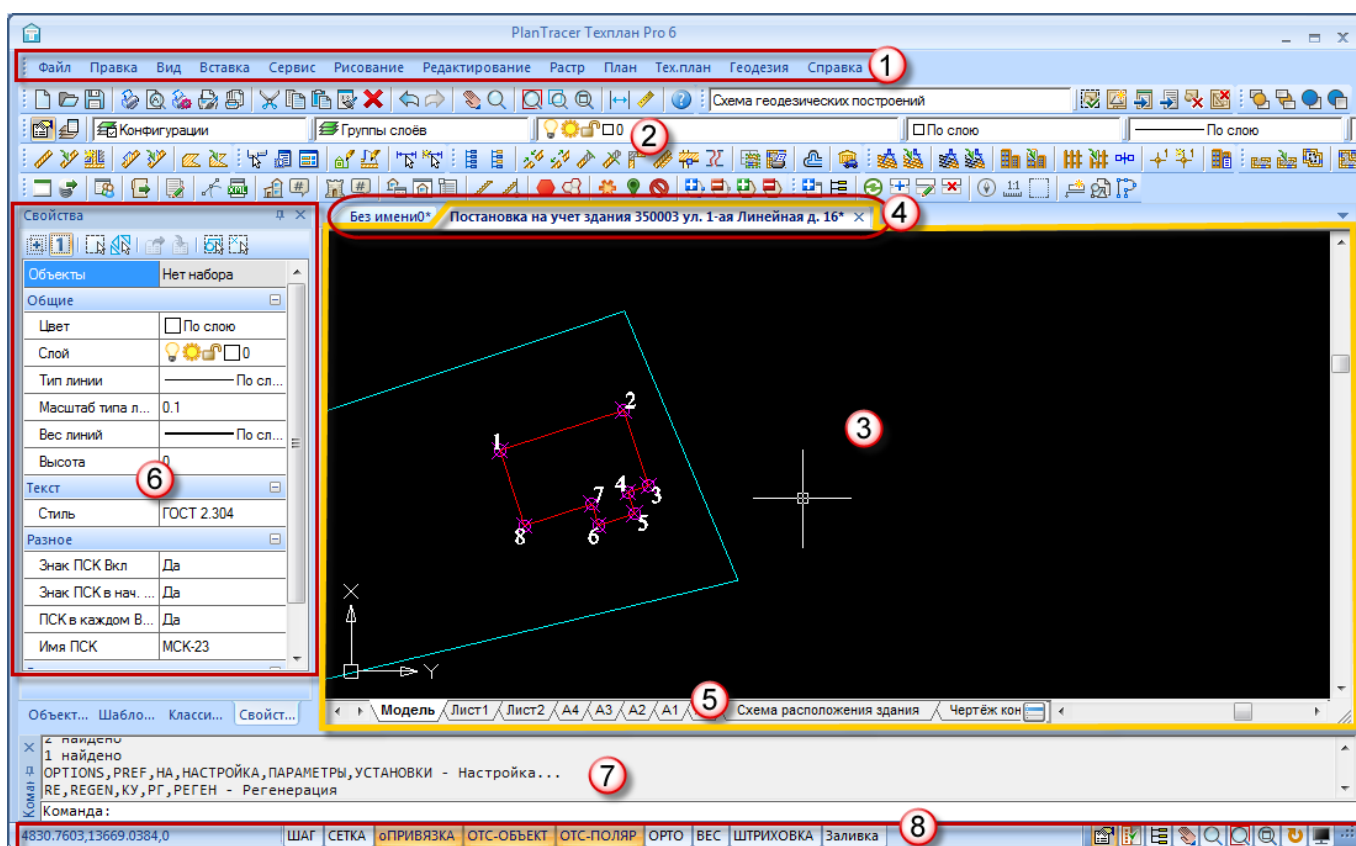 PlanTracer Техплан Pro 6
Файл Правка Вид Вставка Сервис Рисование Редактирование Растр План Тех.план Геодезия Справка 1
Схема геодезических построений
Конфигурации Группы слоёв 0 2 По слою По слою
1:1
XML
#
#
Свойства
Без имени0* Постановка на учет здания 350003 ул. 1-ая Линейная д. 16* 4
1
Объекты Нет набора
Общие
Цвет По слою
Слой 0
Тип линии По сл...
Масштаб типа л... 0.1
Вес линий По сл...
Высота 0
6
Текст
Стиль ГОСТ 2.304
Разное
Знак ПСК Вкл Да
Знак ПСК в нач. ... Да
ПСК в каждом В... Да
Имя ПСК МСК-23
Объект... Шабло... Класси... Свойст...
1
2
3
4
5
6
7
8
3
X
Y
Модель Лист1 Лист2 А4 А3 А2 А1 5 Схема расположения здания Чертёж кон
2 найдено
1 найдено
OPTIONS,PREF,НА,НАСТРОЙКА,ПАРАМЕТРЫ,УСТАНОВКИ - Настройка...
RE,REGEN,КУ,РГ,РЕГЕН - Регенерация
7
Команда:
4830.7603,13669.0384,0 ШАГ СЕТКА оПРИВЯЗКА ОТС-ОБЪЕКТ ОТС-ПОЛЯР ОРТО ВЕС ШТРИХОВКА Заливка 8